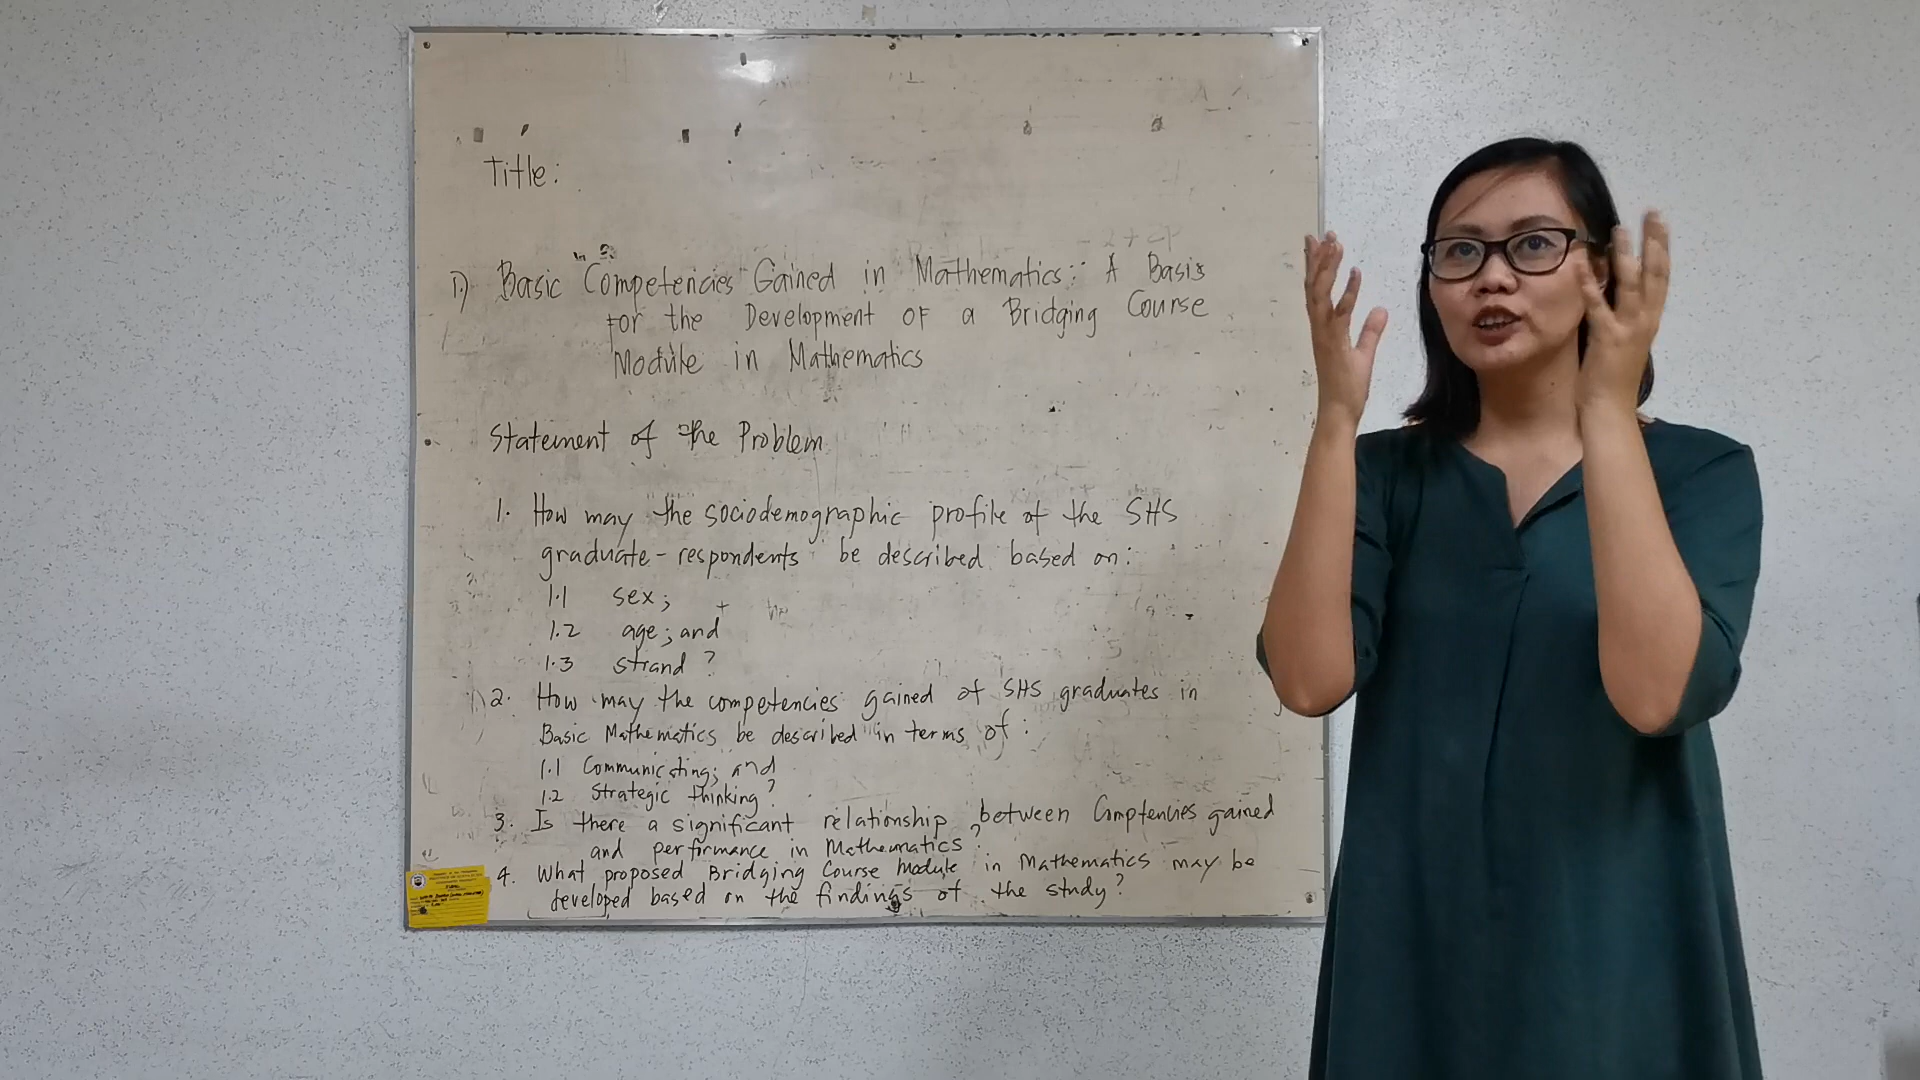 Title:
1) Basic Competencies Gained in Mathematics: A Basis
for the Development of a Bridging Course
Module in Mathematics
Statement of the Problem
1. How may the sociodemographic profile of the SHS
graduate-respondents be described based on:
1.1 sex;
1.2 age; and
1.3 strand?
2. How may the competencies gained of SHS graduates in
Basic Mathematics be described in terms of:
1.1 Communicating; and
1.2 Strategic thinking?
3. Is there a significant relationship between Comptencies gained
and performance in Mathematics?
4. What proposed Bridging Course Module in Mathematics may be
developed based on the findings of the study?